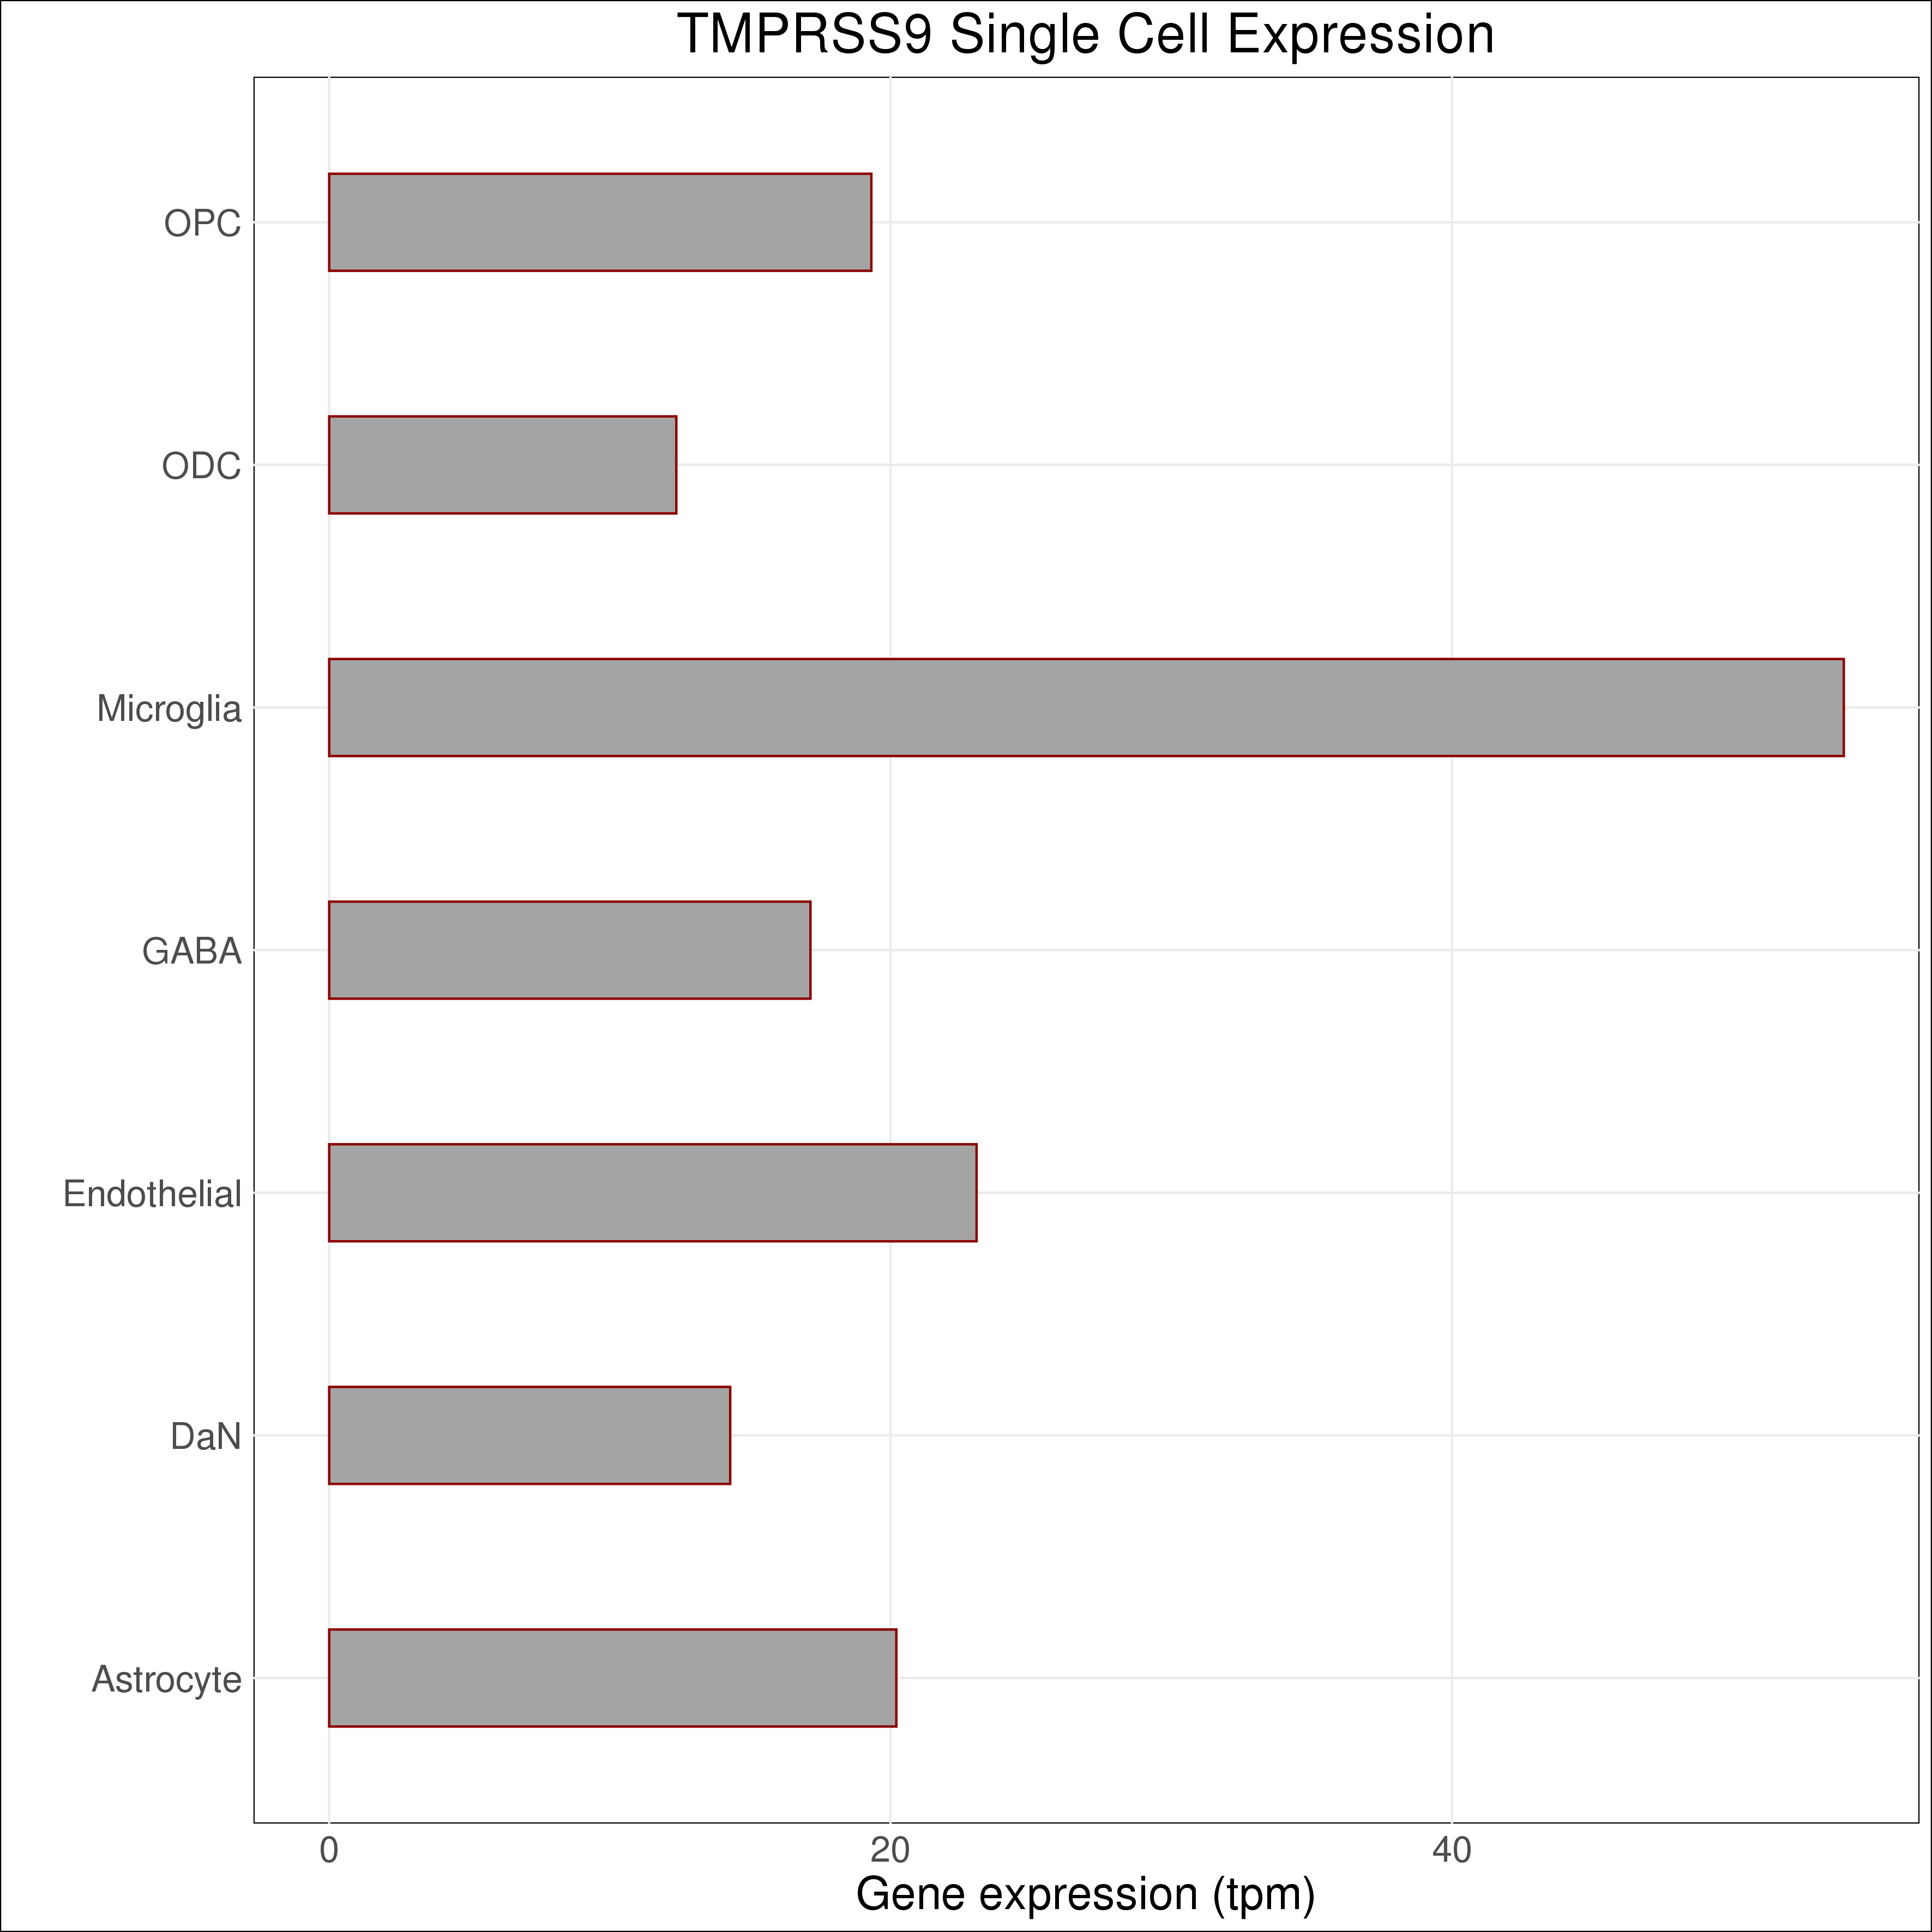 TMPRSS9 Single Cell Expression
OPC
ODC
Microglia
GABA
Endothelial
DaN
Astrocyte
0 20 40
Gene expression (tpm)